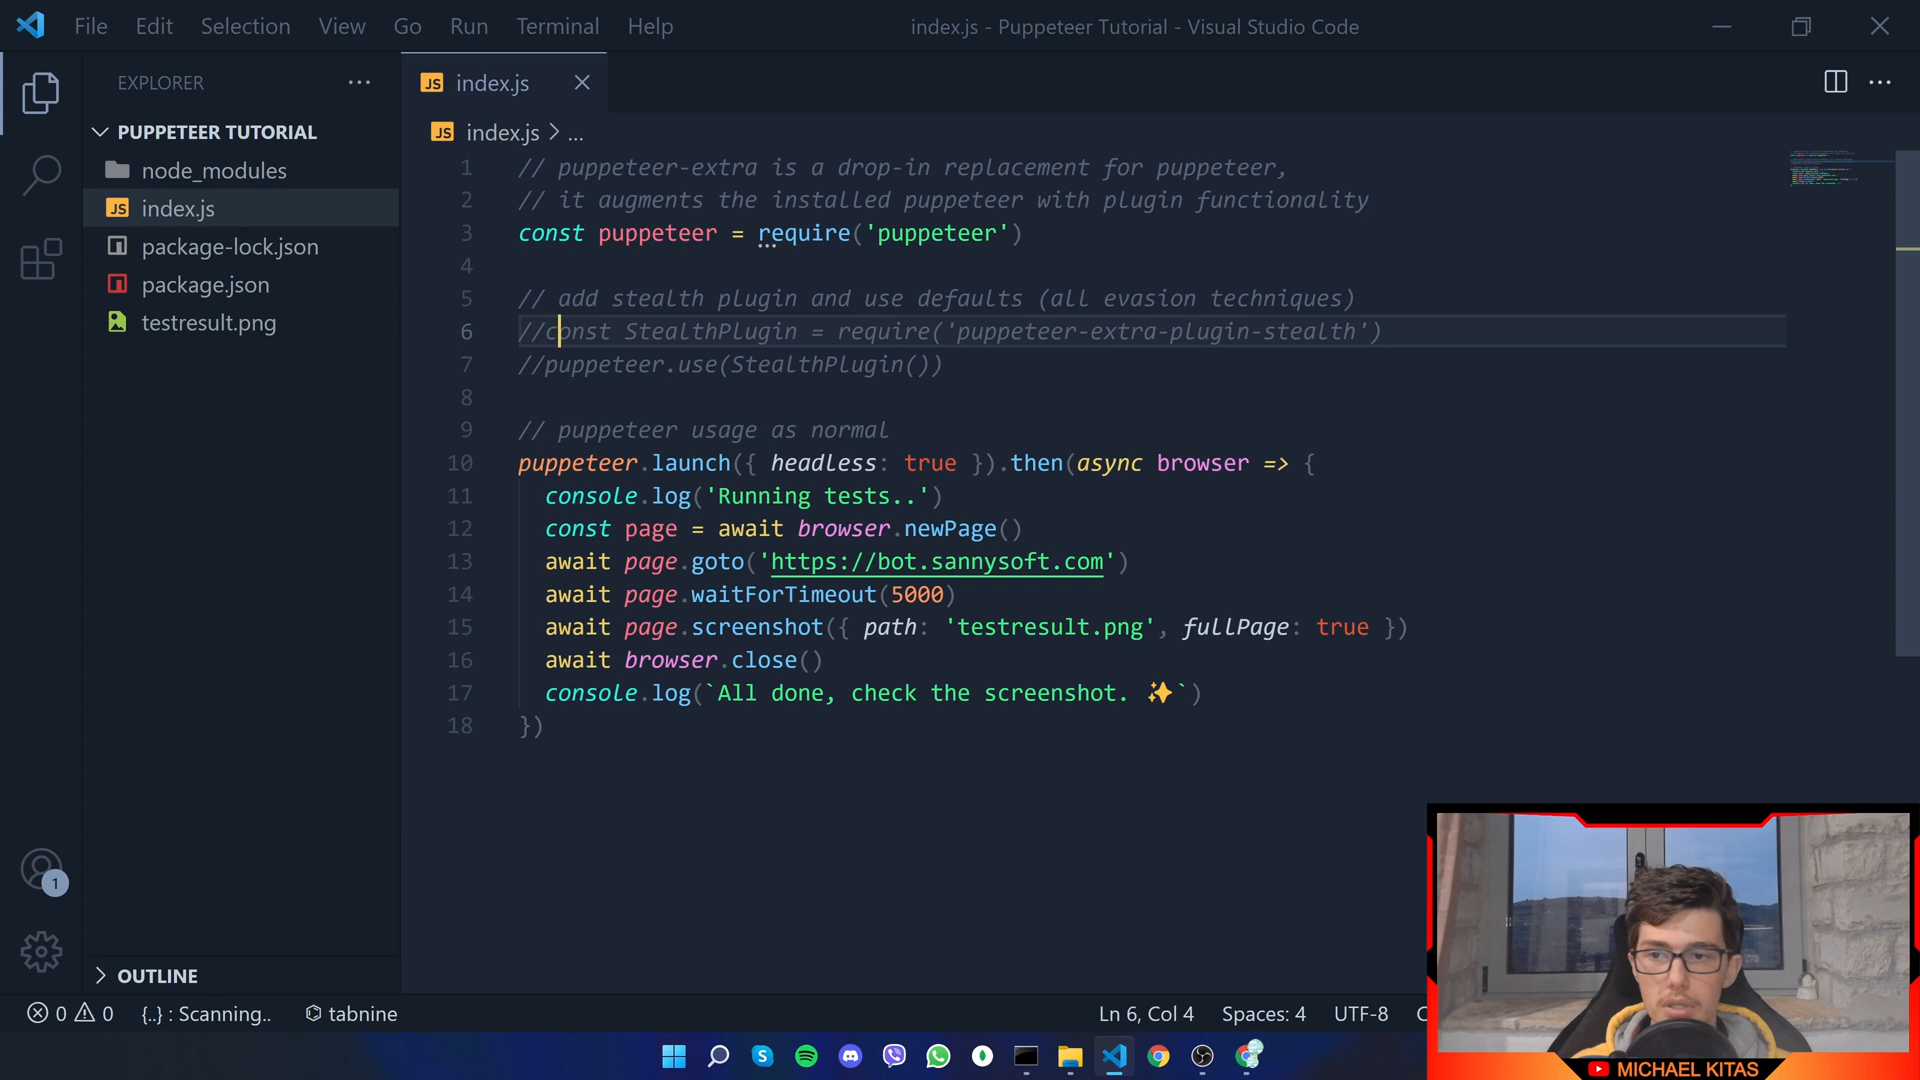 File Edit Selection View Go Run Terminal Help
index.js - Puppeteer Tutorial - Visual Studio Code
EXPLORER
PUPPETEER TUTORIAL
node_modules
JS index.js
package-lock.json
package.json
testresult.png
OUTLINE
JS index.js
JS index.js > ...
1 // puppeteer-extra is a drop-in replacement for puppeteer,
2 // it augments the installed puppeteer with plugin functionality
3 const puppeteer = require('puppeteer')
4
5 // add stealth plugin and use defaults (all evasion techniques)
6 //const StealthPlugin = require('puppeteer-extra-plugin-stealth')
7 //puppeteer.use(StealthPlugin())
8
9 // puppeteer usage as normal
10 puppeteer.launch({ headless: true }).then(async browser => {
11 console.log('Running tests..')
12 const page = await browser.newPage()
13 await page.goto('https://bot.sannysoft.com')
14 await page.waitForTimeout(5000)
15 await page.screenshot({ path: 'testresult.png', fullPage: true })
16 await browser.close()
17 console.log(`All done, check the screenshot. ✨`)
18 })
1
0 0 {..} : Scanning.. tabnine
Ln 6, Col 4 Spaces: 4 UTF-8 C
MICHAEL KITAS